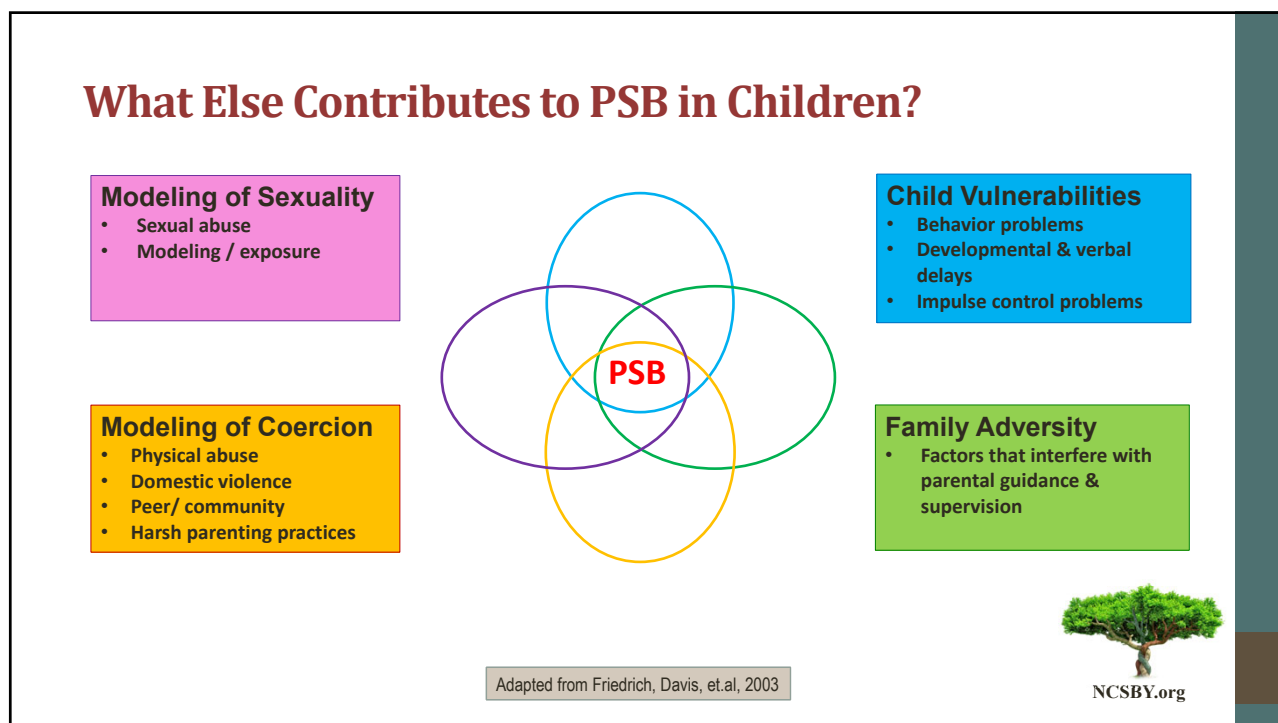 What Else Contributes to PSB in Children?
Modeling of Sexuality
• Sexual abuse
• Modeling / exposure
Child Vulnerabilities
• Behavior problems
• Developmental & verbal
delays
• Impulse control problems
PSB
Modeling of Coercion
• Physical abuse
• Domestic violence
• Peer/ community
• Harsh parenting practices
Family Adversity
• Factors that interfere with
parental guidance &
supervision
Adapted from Friedrich, Davis, et.al, 2003
NCSBY.org